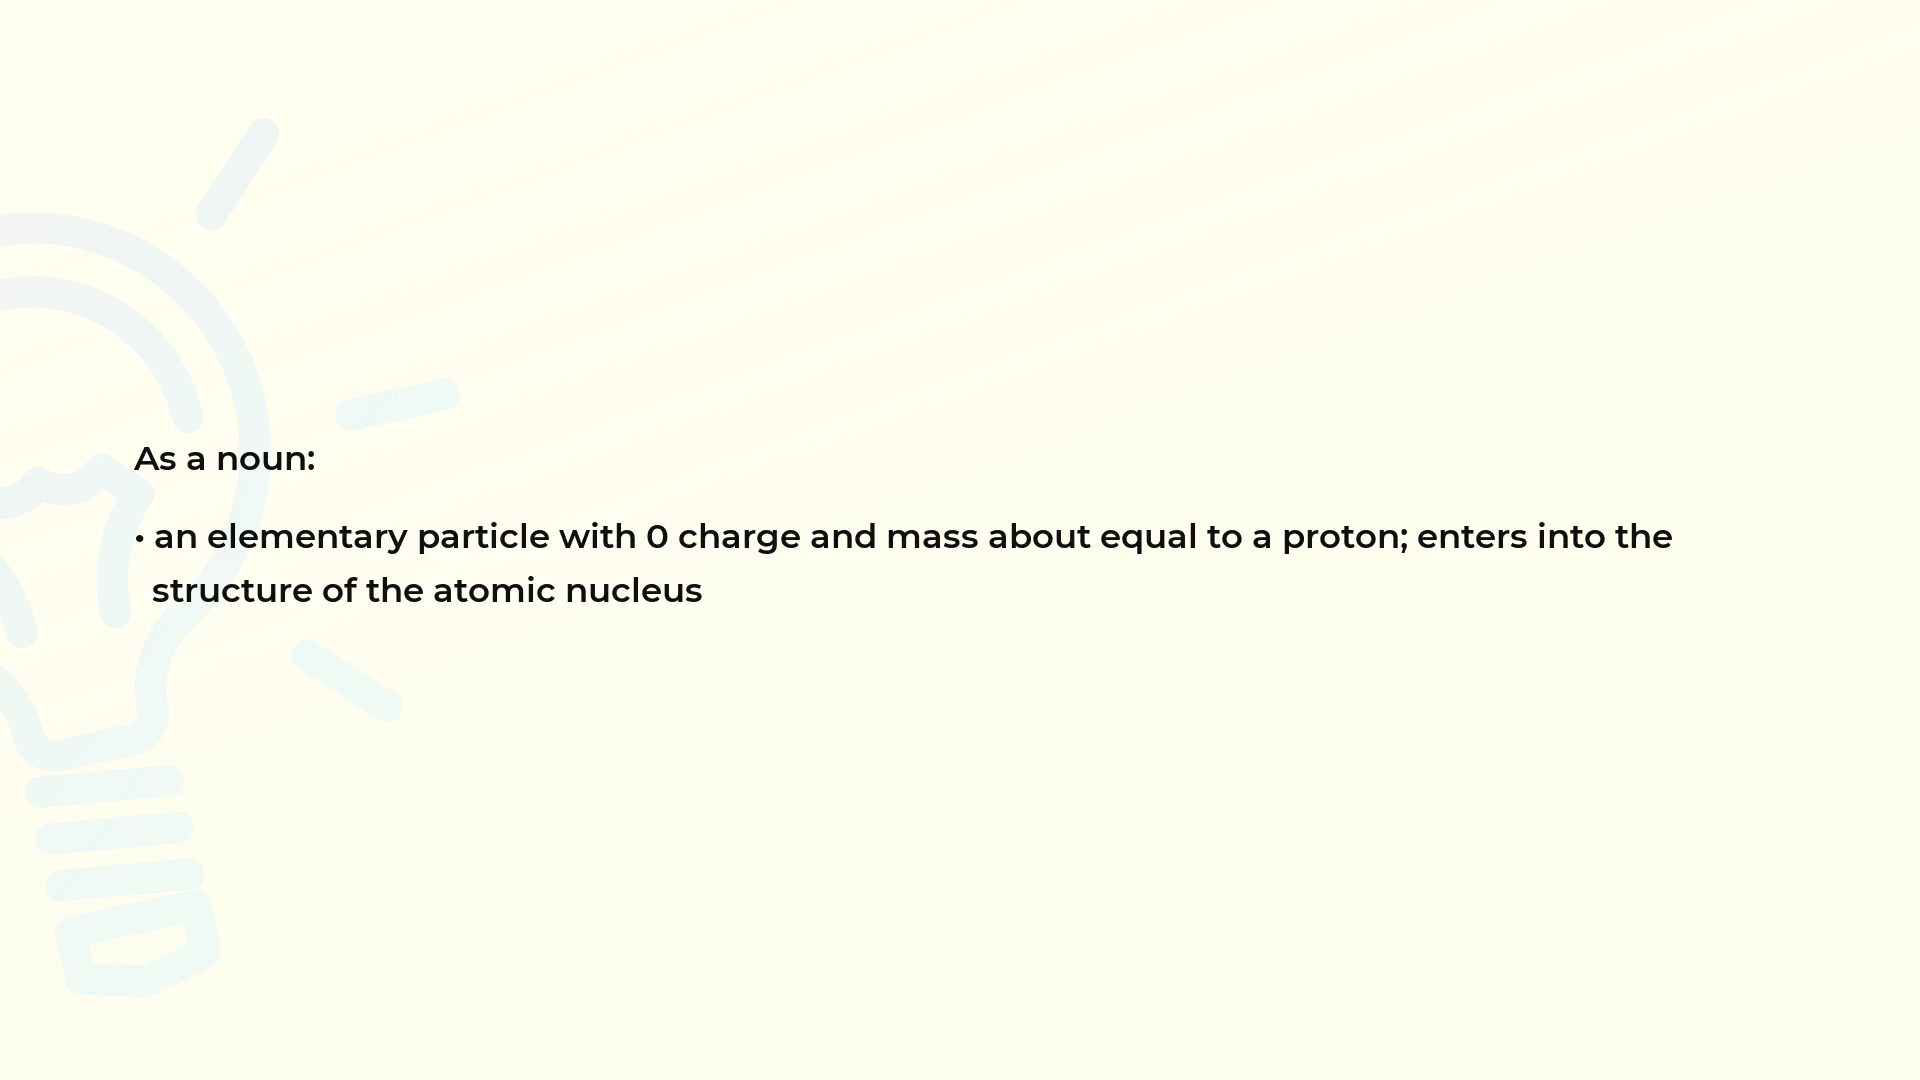 As a noun:
• an elementary particle with 0 charge and mass about equal to a proton; enters into the
structure of the atomic nucleus